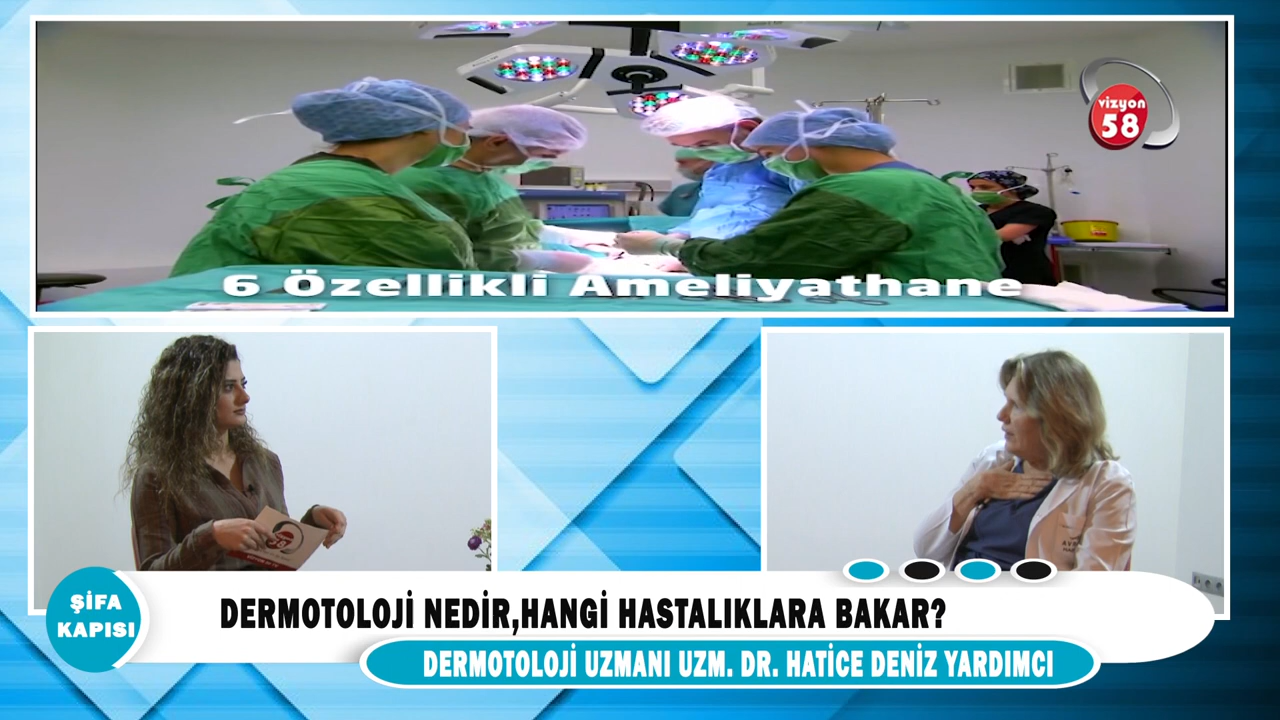 vizyon
58
6 Özellikli Ameliyathane
ŞİFA
KAPISI
DERMOTOLOJİ NEDİR,HANGİ HASTALIKLARA BAKAR?
DERMOTOLOJİ UZMANI UZM. DR. HATİCE DENİZ YARDIMCI